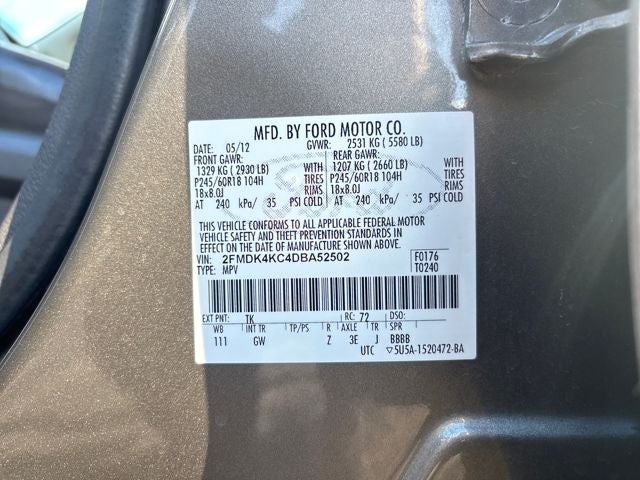 MFD. BY FORD MOTOR CO.
DATE: 05/12 GVWR: 2531 KG ( 5580 LB)
FRONT GAWR: REAR GAWR:
1329 KG ( 2930 LB) WITH 1207 KG ( 2660 LB) WITH
P245/60R18 104H TIRES P245/60R18 104H TIRES
18x8.0J RIMS 18x8.0J RIMS
AT 240 kPa/ 35 PSI COLD AT 240 kPa/ 35 PSI COLD
THIS VEHICLE CONFORMS TO ALL APPLICABLE FEDERAL MOTOR
VEHICLE SAFETY AND THEFT PREVENTION STANDARDS IN
EFFECT ON THE DATE OF MANUFACTURE SHOWN ABOVE.
VIN: 2FMDK4KC4DBA52502 F0176
TYPE: MPV T0240
EXT PNT: TK RC: 72 DSO:
WB INT TR TP/PS R AXLE TR SPR
111 GW Z 3E J BBBB
UTC ▽5U5A-1520472-BA